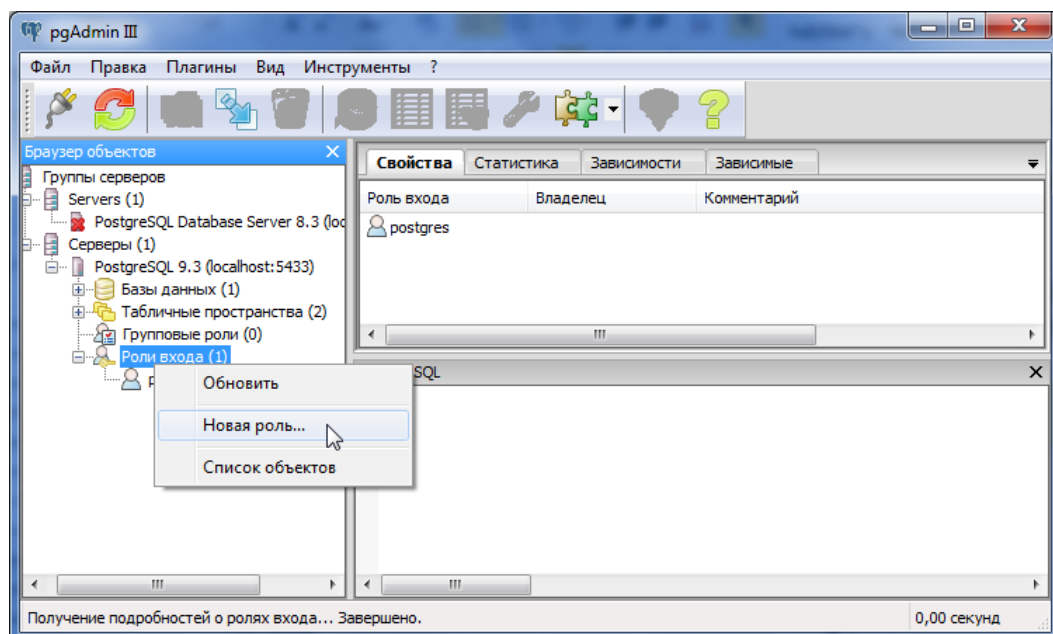 pgAdmin III
Файл Правка Плагины Вид Инструменты ?
Браузер объектов
Группы серверов
Servers (1)
PostgreSQL Database Server 8.3 (loc
Серверы (1)
PostgreSQL 9.3 (localhost:5433)
Базы данных (1)
Табличные пространства (2)
Групповые роли (0)
Роли входа (1)
Обновить
Новая роль...
Список объектов
Свойства Статистика Зависимости Зависимые
Роль входа Владелец Комментарий
postgres
SQL
Получение подробностей о ролях входа... Завершено.
0,00 секунд